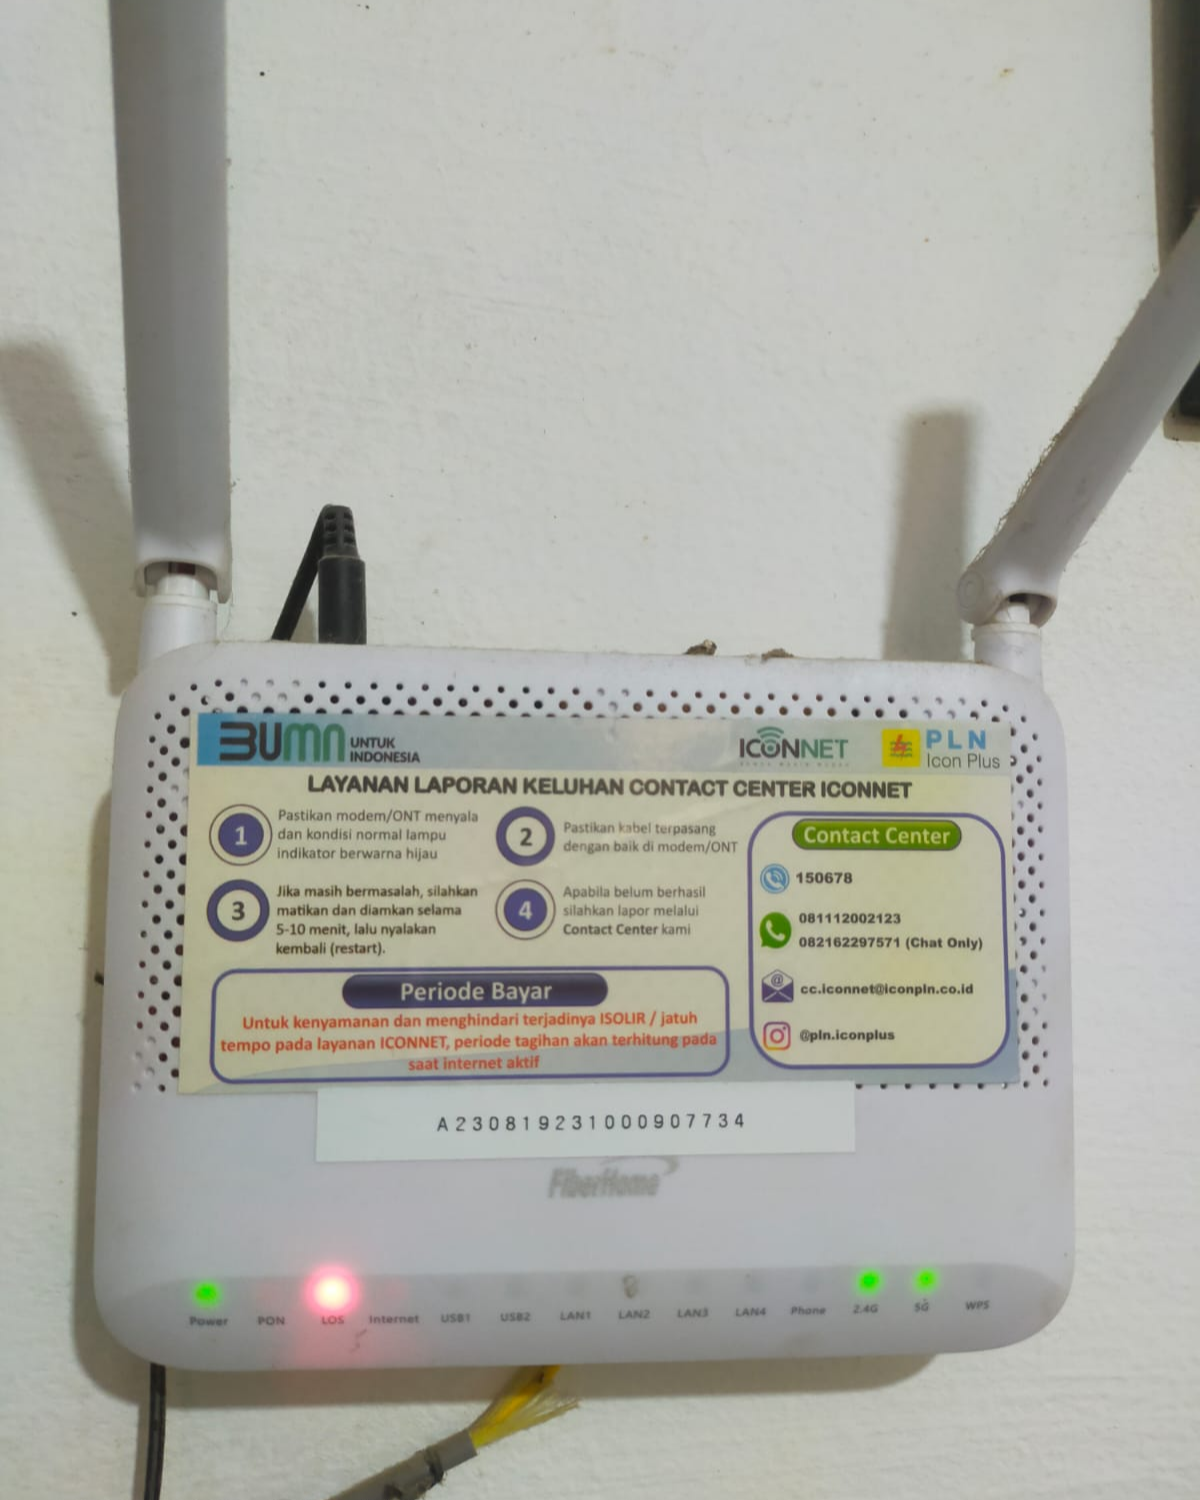 BUMN UNTUK INDONESIA
ICONNET
PLN
Icon Plus
LAYANAN LAPORAN KELUHAN CONTACT CENTER ICONNET
1
Pastikan modem/ONT menyala
dan kondisi normal lampu
indikator berwarna hijau
2
Pastikan kabel terpasang
dengan baik di modem/ONT
3
Jika masih bermasalah, silahkan
matikan dan diamkan selama
5-10 menit, lalu nyalakan
kembali (restart).
4
Apabila belum berhasil
silahkan lapor melalui
Contact Center kami
Contact Center
150678
081112002123
082162297571 (Chat Only)
cc.iconnet@iconpln.co.id
@pln.iconplus
Periode Bayar
Untuk kenyamanan dan menghindari terjadinya ISOLIR / jatuh
tempo pada layanan ICONNET, periode tagihan akan terhitung pada
saat internet aktif
A230819231000907734
FiberHome
Power PON LOS Internet USB1 USB2 LAN1 LAN2 LAN3 LAN4 Phone 2.4G 5G WPS